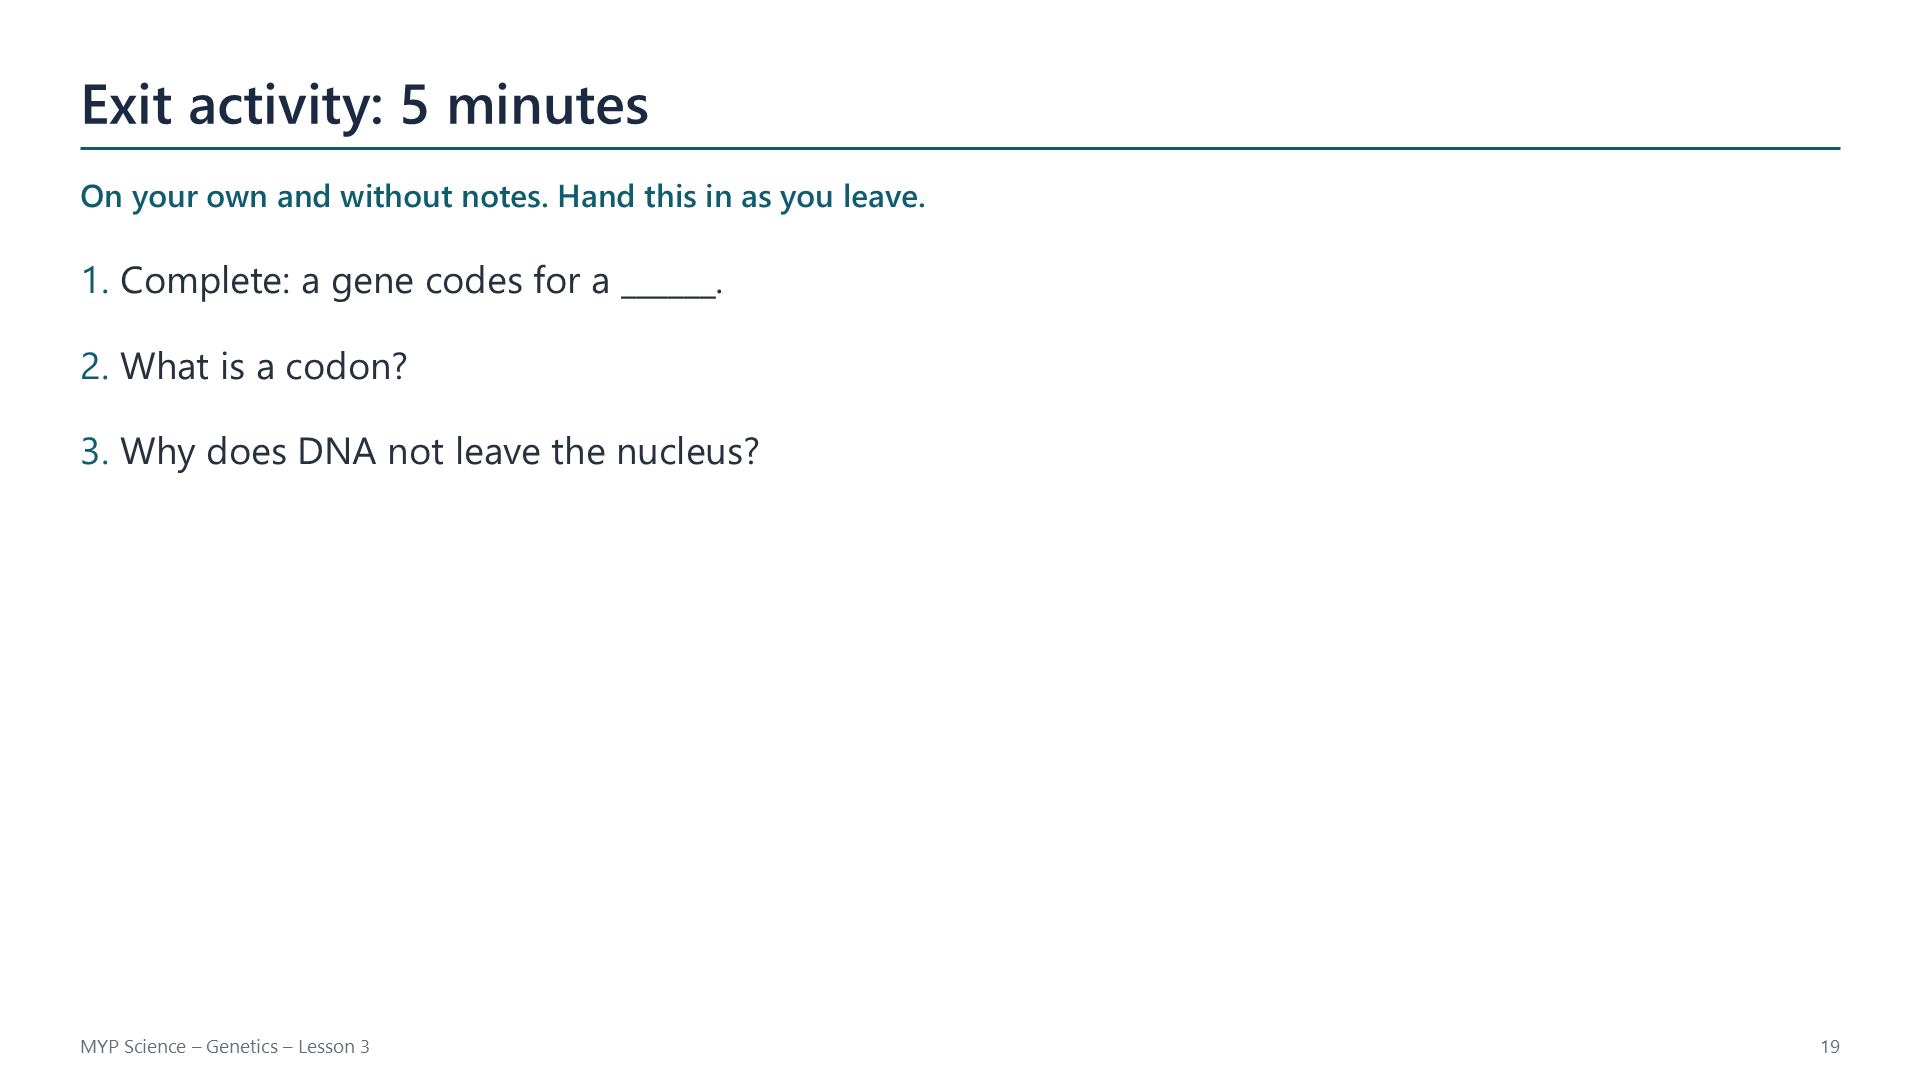 Exit activity: 5 minutes
On your own and without notes. Hand this in as you leave.
1. Complete: a gene codes for a ______.
2. What is a codon?
3. Why does DNA not leave the nucleus?
MYP Science – Genetics – Lesson 3
19